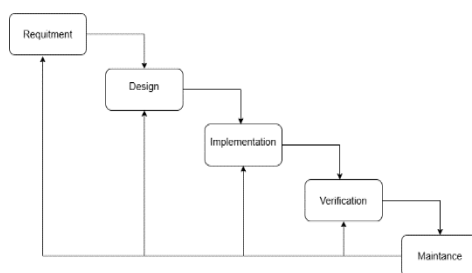 Requitment
Design
Implementation
Verification
Maintance